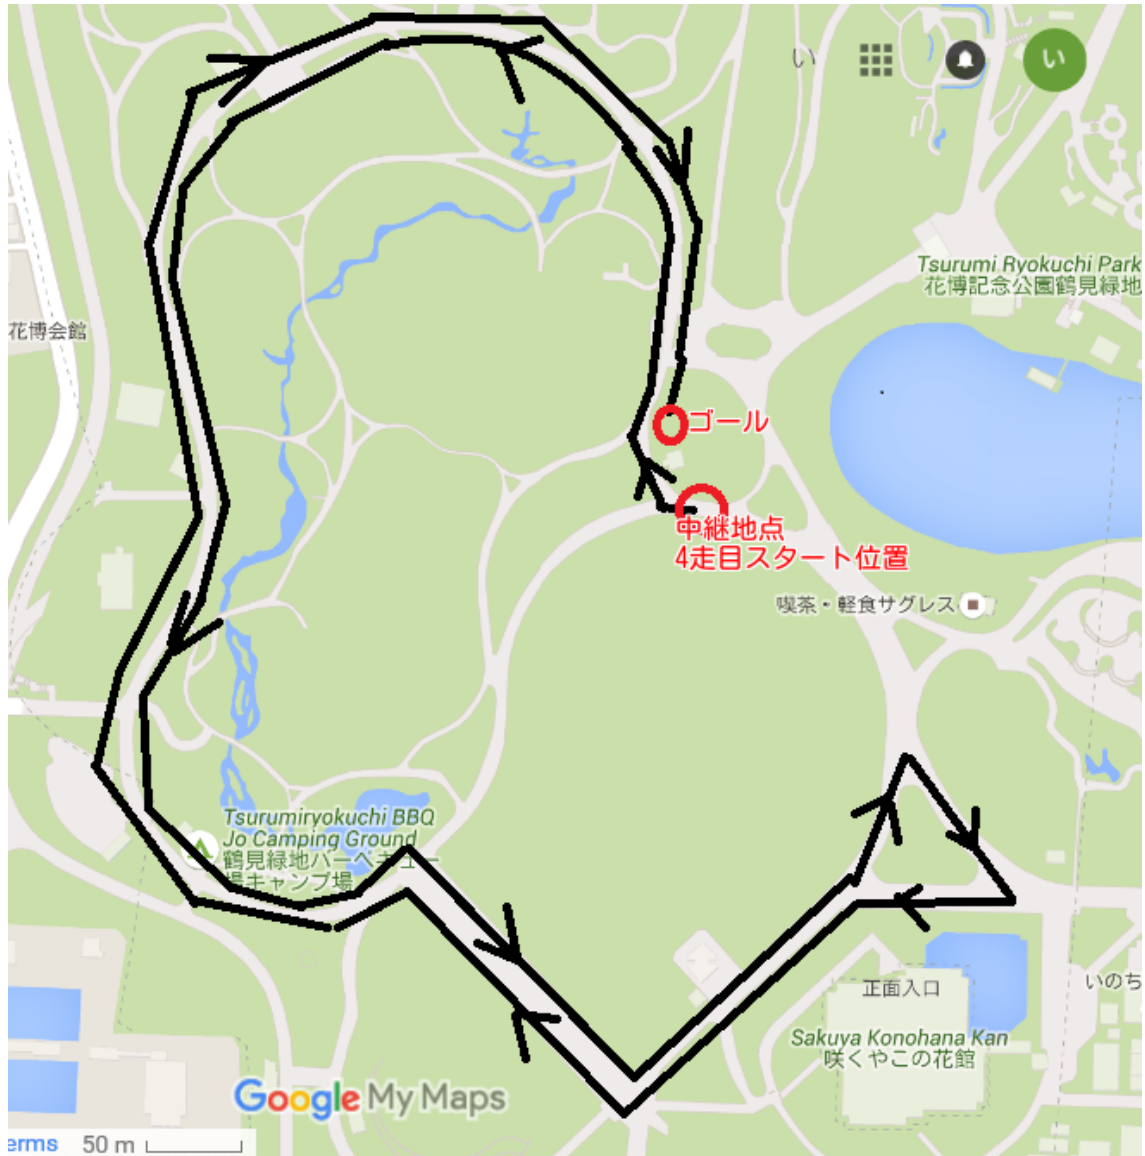 い
い
Tsurumi Ryokuchi Park
花博記念公園鶴見緑地
花博会館
ゴール
中継地点
4走目スタート位置
喫茶・軽食サグレス
Tsurumiryokuchi BBQ
Jo Camping Ground
鶴見緑地バーベキュー
場キャンプ場
正面入口
いのち
Sakuya Konohana Kan
咲くやこの花館
Google My Maps
erms 50 m